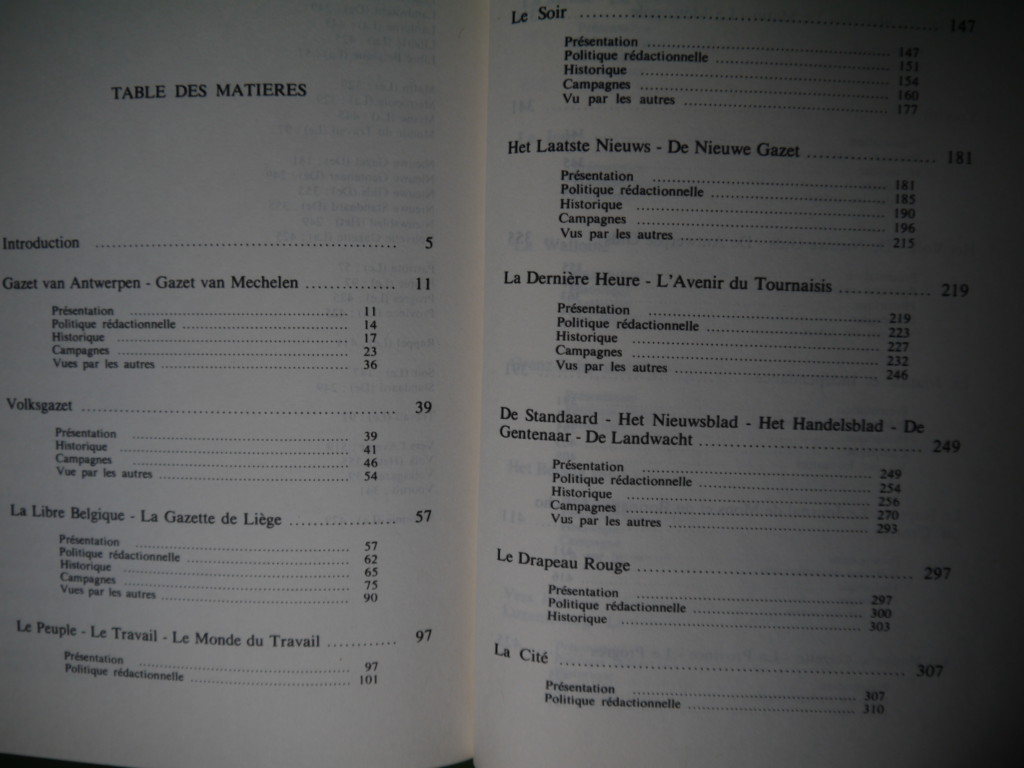 TABLE DES MATIERES
Introduction ........ 5
Gazet van Antwerpen - Gazet van Mechelen ........ 11
Présentation ........ 11
Politique rédactionnelle ........ 14
Historique ........ 17
Campagnes ........ 23
Vues par les autres ........ 36
Volksgazet ........ 39
Présentation ........ 39
Historique ........ 41
Campagnes ........ 46
Vue par les autres ........ 54
La Libre Belgique - La Gazette de Liège ........ 57
Présentation ........ 57
Politique rédactionnelle ........ 62
Historique ........ 65
Campagnes ........ 75
Vues par les autres ........ 90
Le Peuple - Le Travail - Le Monde du Travail ........ 97
Présentation ........ 97
Politique rédactionnelle ........ 101
Le Soir ........ 147
Présentation ........ 147
Politique rédactionnelle ........ 151
Historique ........ 154
Campagnes ........ 160
Vu par les autres ........ 177
Het Laatste Nieuws - De Nieuwe Gazet ........ 181
Présentation ........ 181
Politique rédactionnelle ........ 185
Historique ........ 190
Campagnes ........ 196
Vus par les autres ........ 215
La Dernière Heure - L'Avenir du Tournaisis ........ 219
Présentation ........ 219
Politique rédactionnelle ........ 223
Historique ........ 227
Campagnes ........ 232
Vus par les autres ........ 246
De Standaard - Het Nieuwsblad - Het Handelsblad - De
Gentenaar - De Landwacht ........ 249
Présentation ........ 249
Politique rédactionnelle ........ 254
Historique ........ 256
Campagnes ........ 270
Vus par les autres ........ 293
Le Drapeau Rouge ........ 297
Présentation ........ 297
Politique rédactionnelle ........ 300
Historique ........ 303
La Cité ........ 307
Présentation ........ 307
Politique rédactionnelle ........ 310